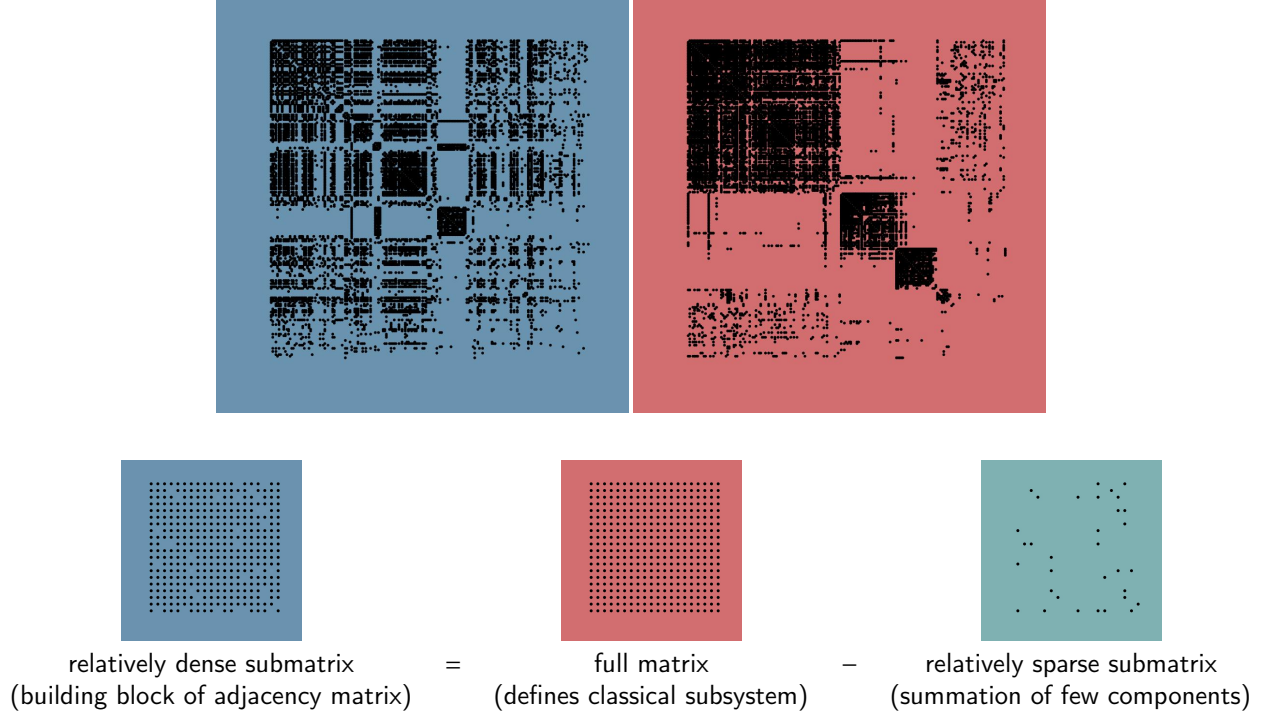 relatively dense submatrix = full matrix − relatively sparse submatrix
(building block of adjacency matrix) (defines classical subsystem) (summation of few components)